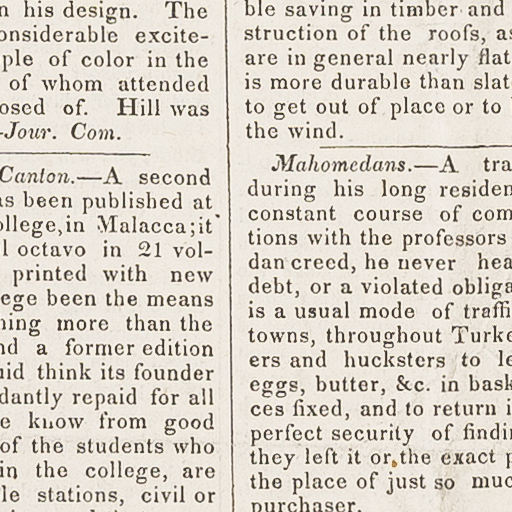 n his design. The
onsiderable excite-
ple of color in the
of whom attended
osed of. Hill was
-Jour. Com.
Canton.—A second
as been published at
ollege,in Malacca;it
l octavo in 21 vol-
printed with new
ege been the means
hing more than the
nd a former edition
uid think its founder
dantly repaid for all
e know from good
of the students who
in the college, are
le stations, civil or
ble saving in timber and
struction of the roofs, as
are in general nearly flat
is more durable than slat
to get out of place or to
the wind.
Mahomedans.—A tra
during his long residen
constant course of com
tions with the professors
dan creed, he never hea
debt, or a violated obliga
is a usual mode of traffi
towns, throughout Turke
ers and hucksters to le
eggs, butter, &c. in bask
ces fixed, and to return i
perfect security of findi
they left it or the exact p
the place of just so muc
purchaser.